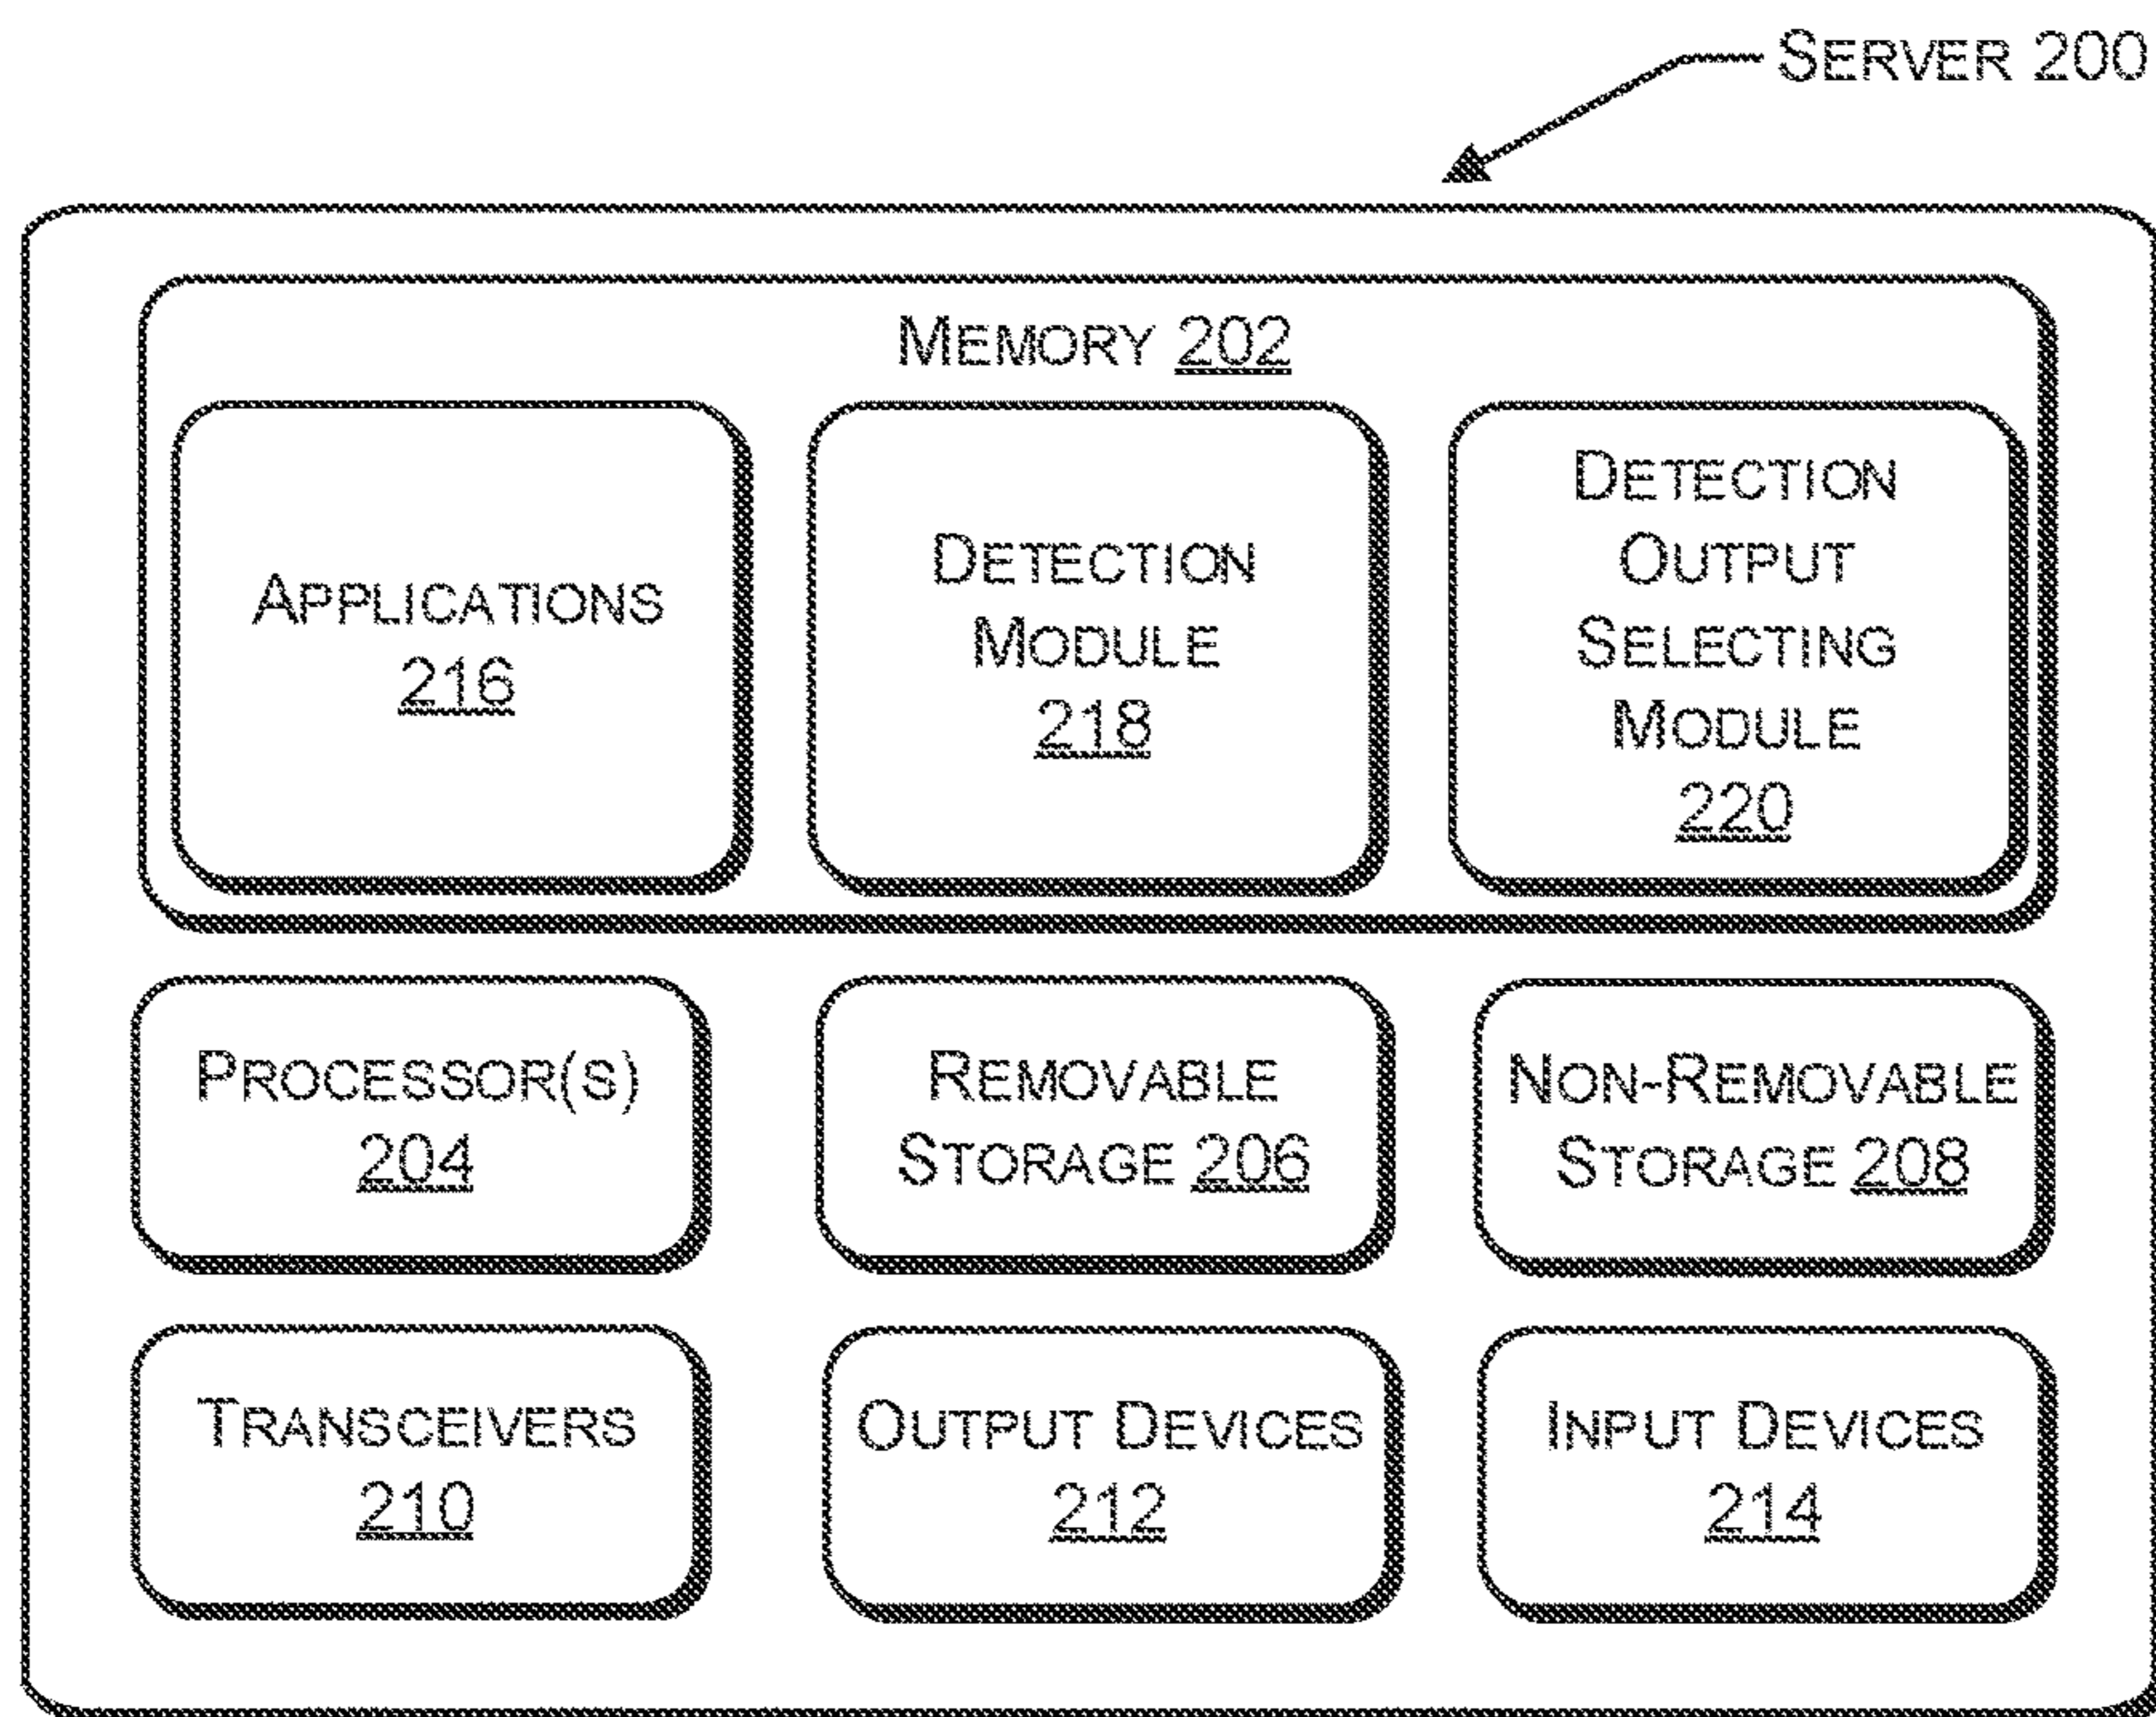 SERVER 200
MEMORY 202
APPLICATIONS
216
DETECTION
MODULE
218
DETECTION
OUTPUT
SELECTING
MODULE
220
PROCESSOR(S)
204
REMOVABLE
STORAGE 206
NON-REMOVABLE
STORAGE 208
TRANSCEIVERS
210
OUTPUT DEVICES
212
INPUT DEVICES
214